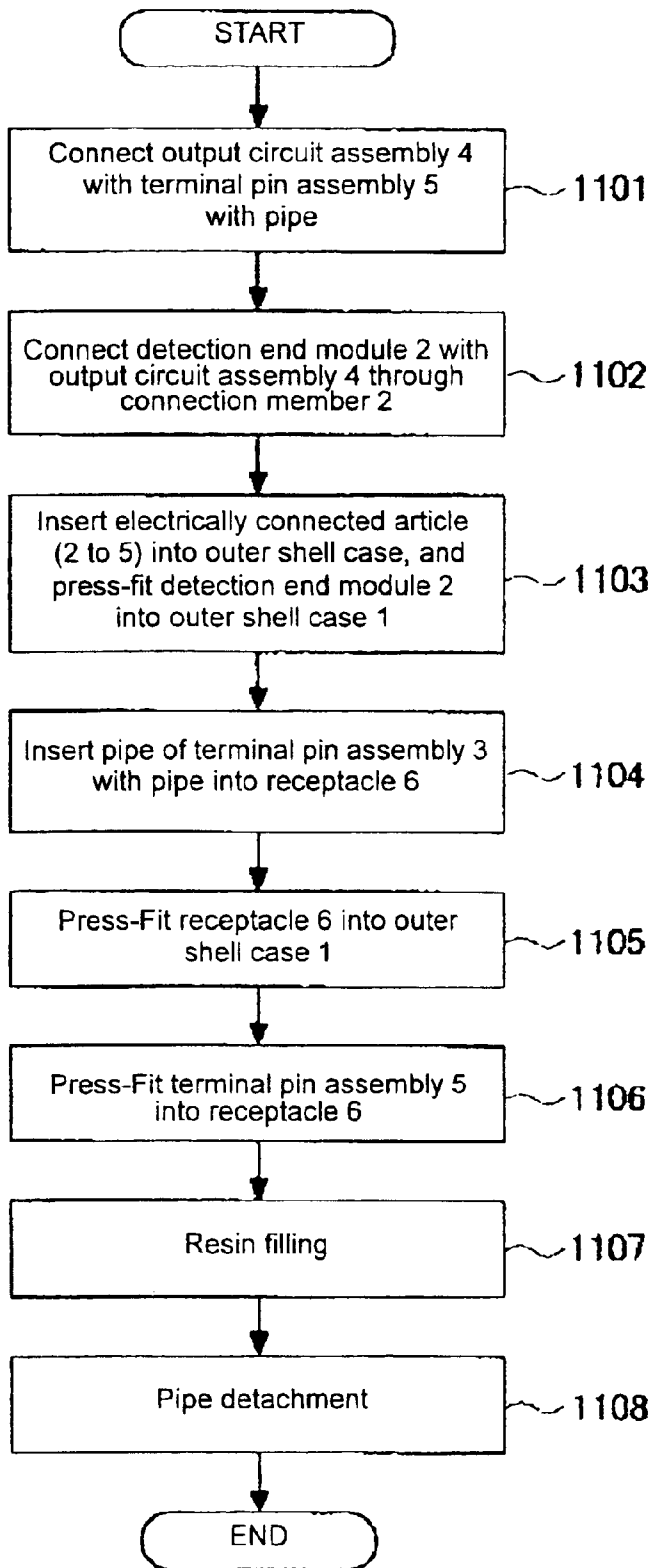 START
Connect output circuit assembly 4
with terminal pin assembly 5
with pipe
1101
Connect detection end module 2 with
output circuit assembly 4 through
connection member 2
1102
Insert electrically connected article
(2 to 5) into outer shell case, and
press-fit detection end module 2
into outer shell case 1
1103
Insert pipe of terminal pin assembly 3
with pipe into receptacle 6
1104
Press-Fit receptacle 6 into outer
shell case 1
1105
Press-Fit terminal pin assembly 5
into receptacle 6
1106
Resin filling
1107
Pipe detachment
1108
END